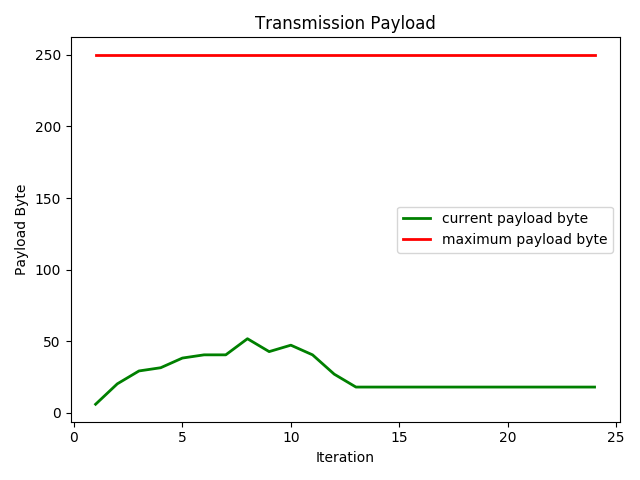 Transmission Payload
250
200
150
100
50
0
Payload Byte
current payload byte
maximum payload byte
0 5 10 15 20 25
Iteration